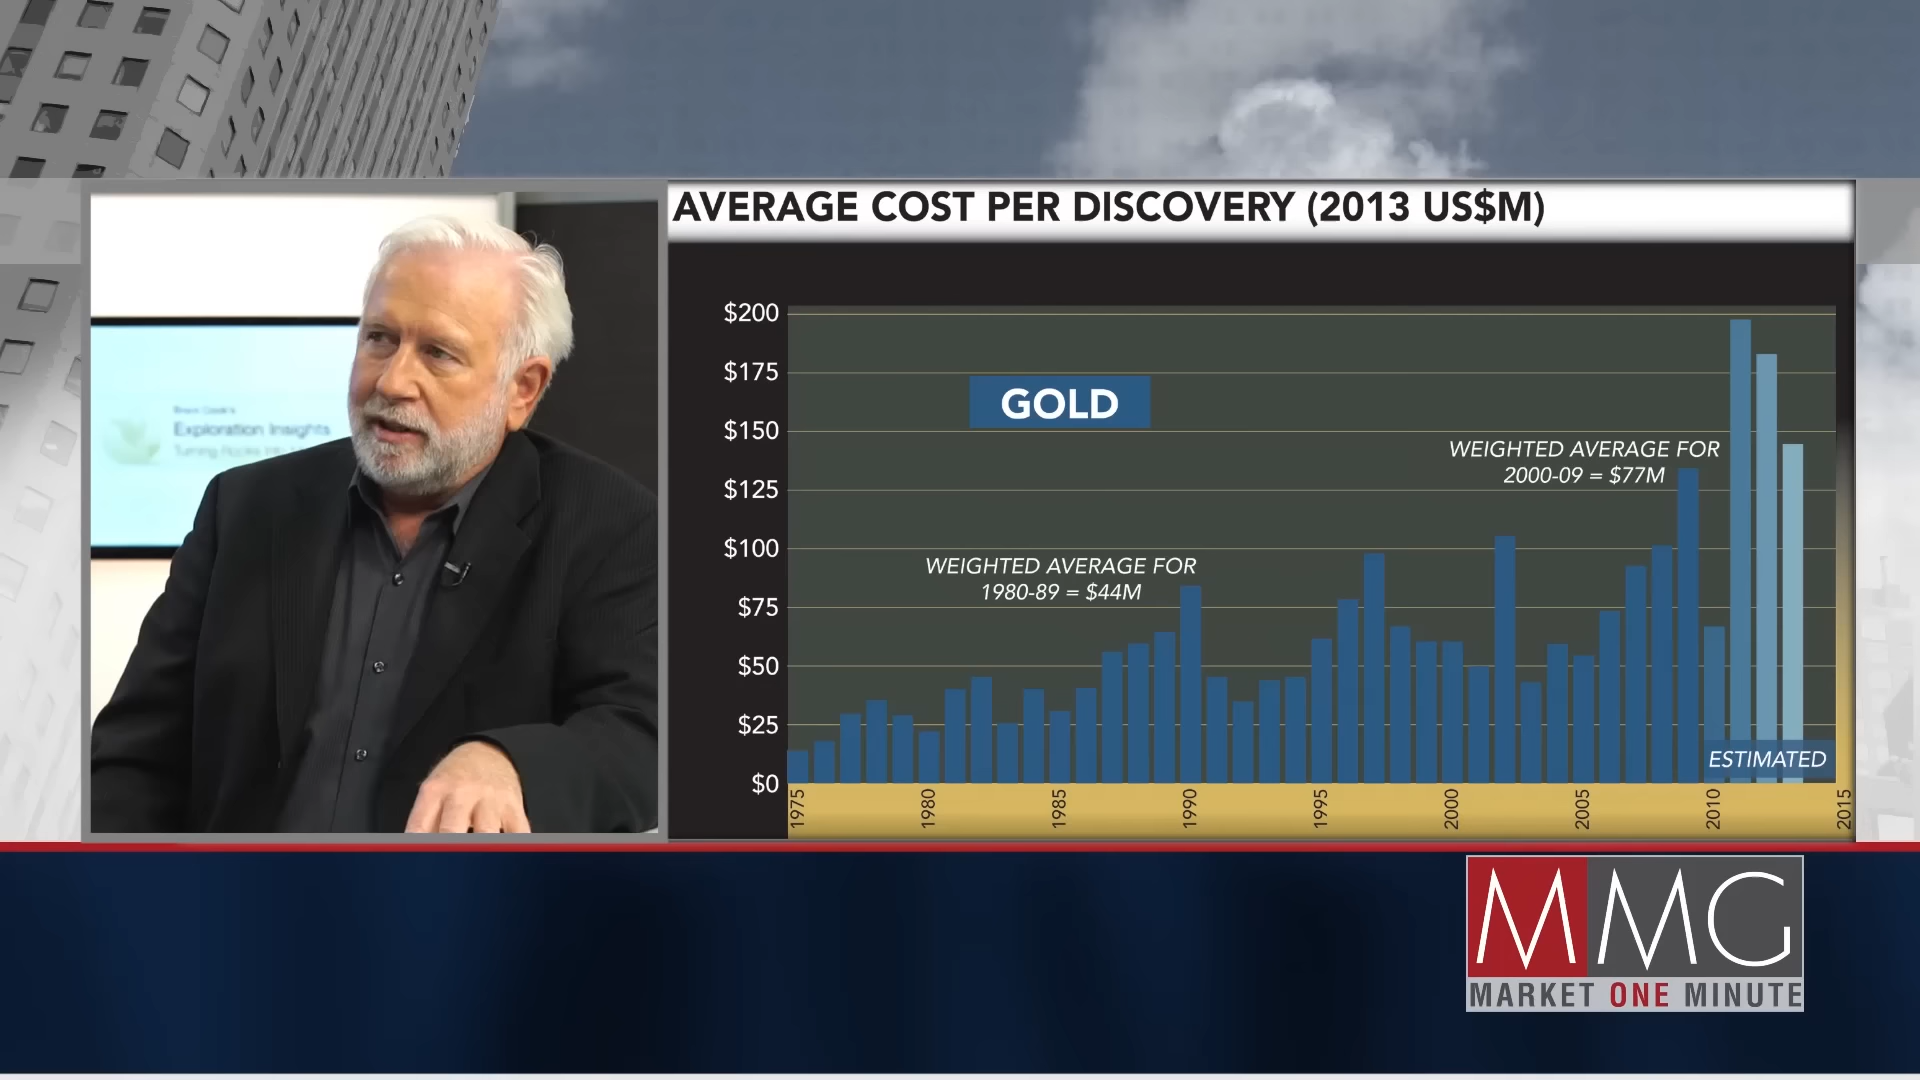 AVERAGE COST PER DISCOVERY (2013 US$M)
Exploration Insights
GOLD
WEIGHTED AVERAGE FOR
2000-09 = $77M
WEIGHTED AVERAGE FOR
1980-89 = $44M
$200
$175
$150
$125
$100
$75
$50
$25
$0
ESTIMATED
1975
1980
1985
1990
1995
2000
2005
2010
2015
MMG
MARKET ONE MINUTE